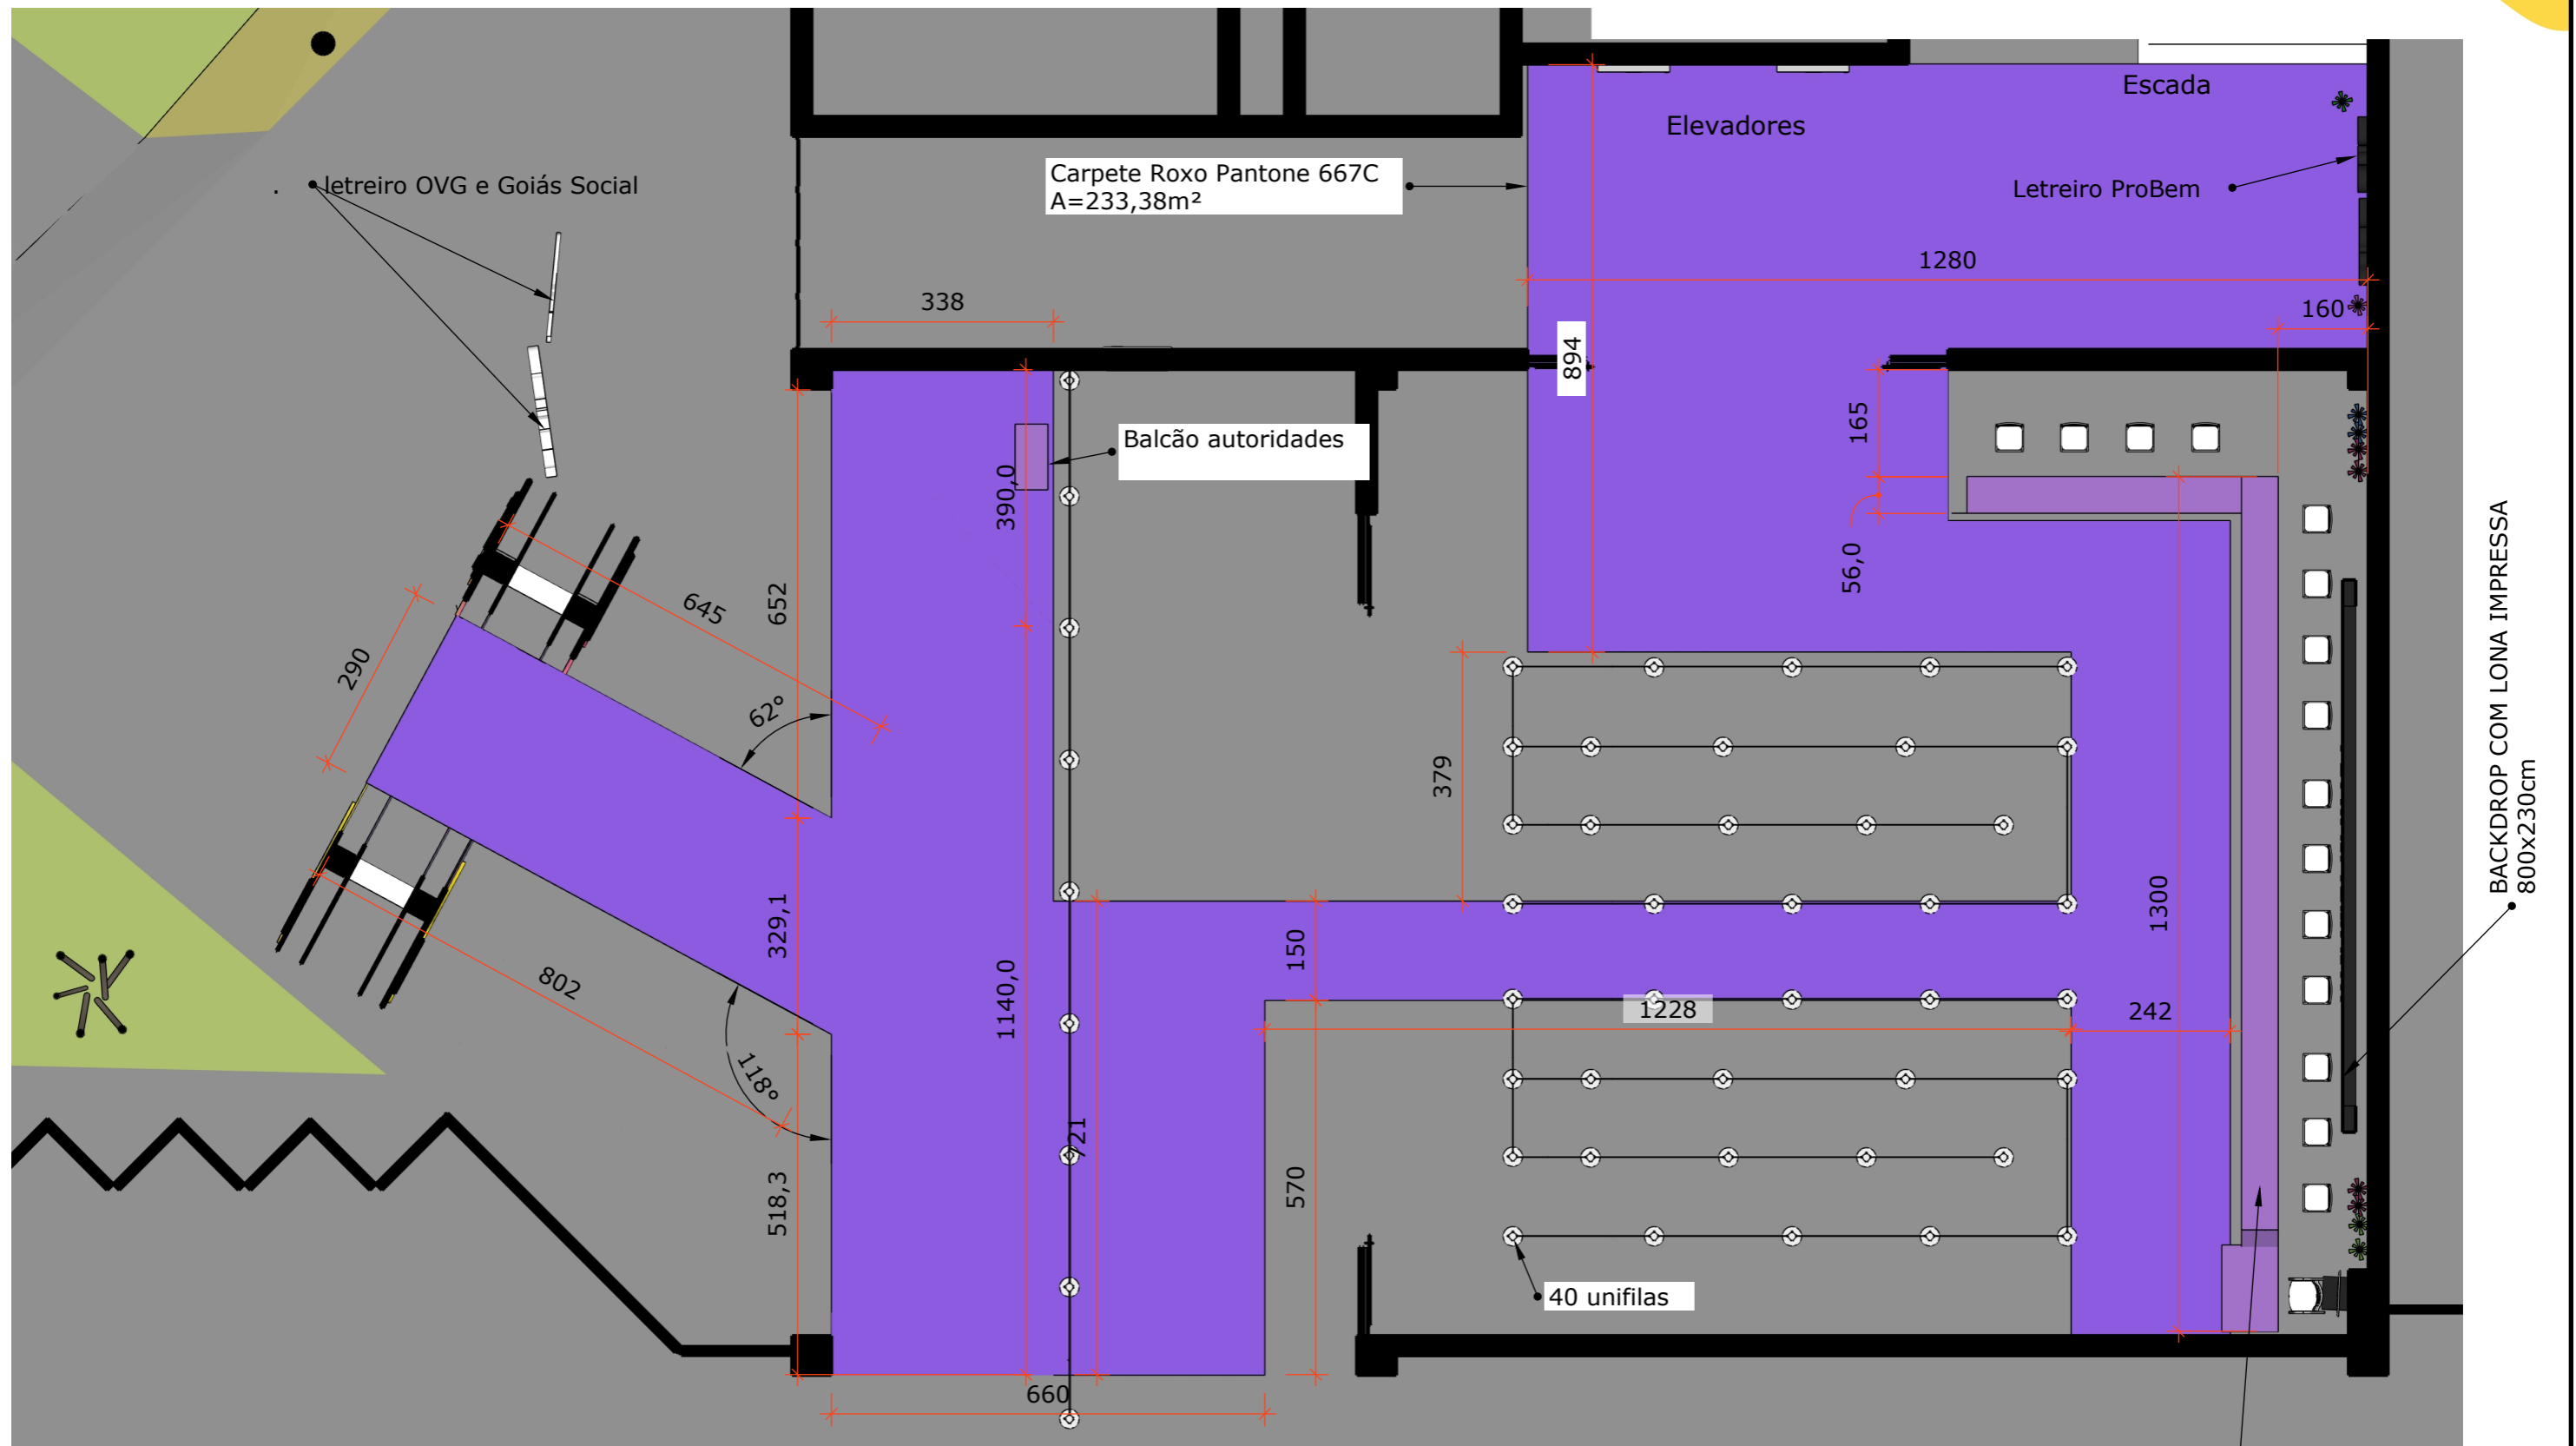 Escada
Elevadores
Carpete Roxo Pantone 667C
A=233,38m²
letreiro OVG e Goiás Social
Letreiro ProBem
1280
338
160
894
Balcão autoridades
165
390,0
56,0
652
645
290
62°
379
BACKDROP COM LONA IMPRESSA
800x230cm
1300
329,1
150
802
1140,0
1228
242
118°
721
518,3
570
40 unifilas
660